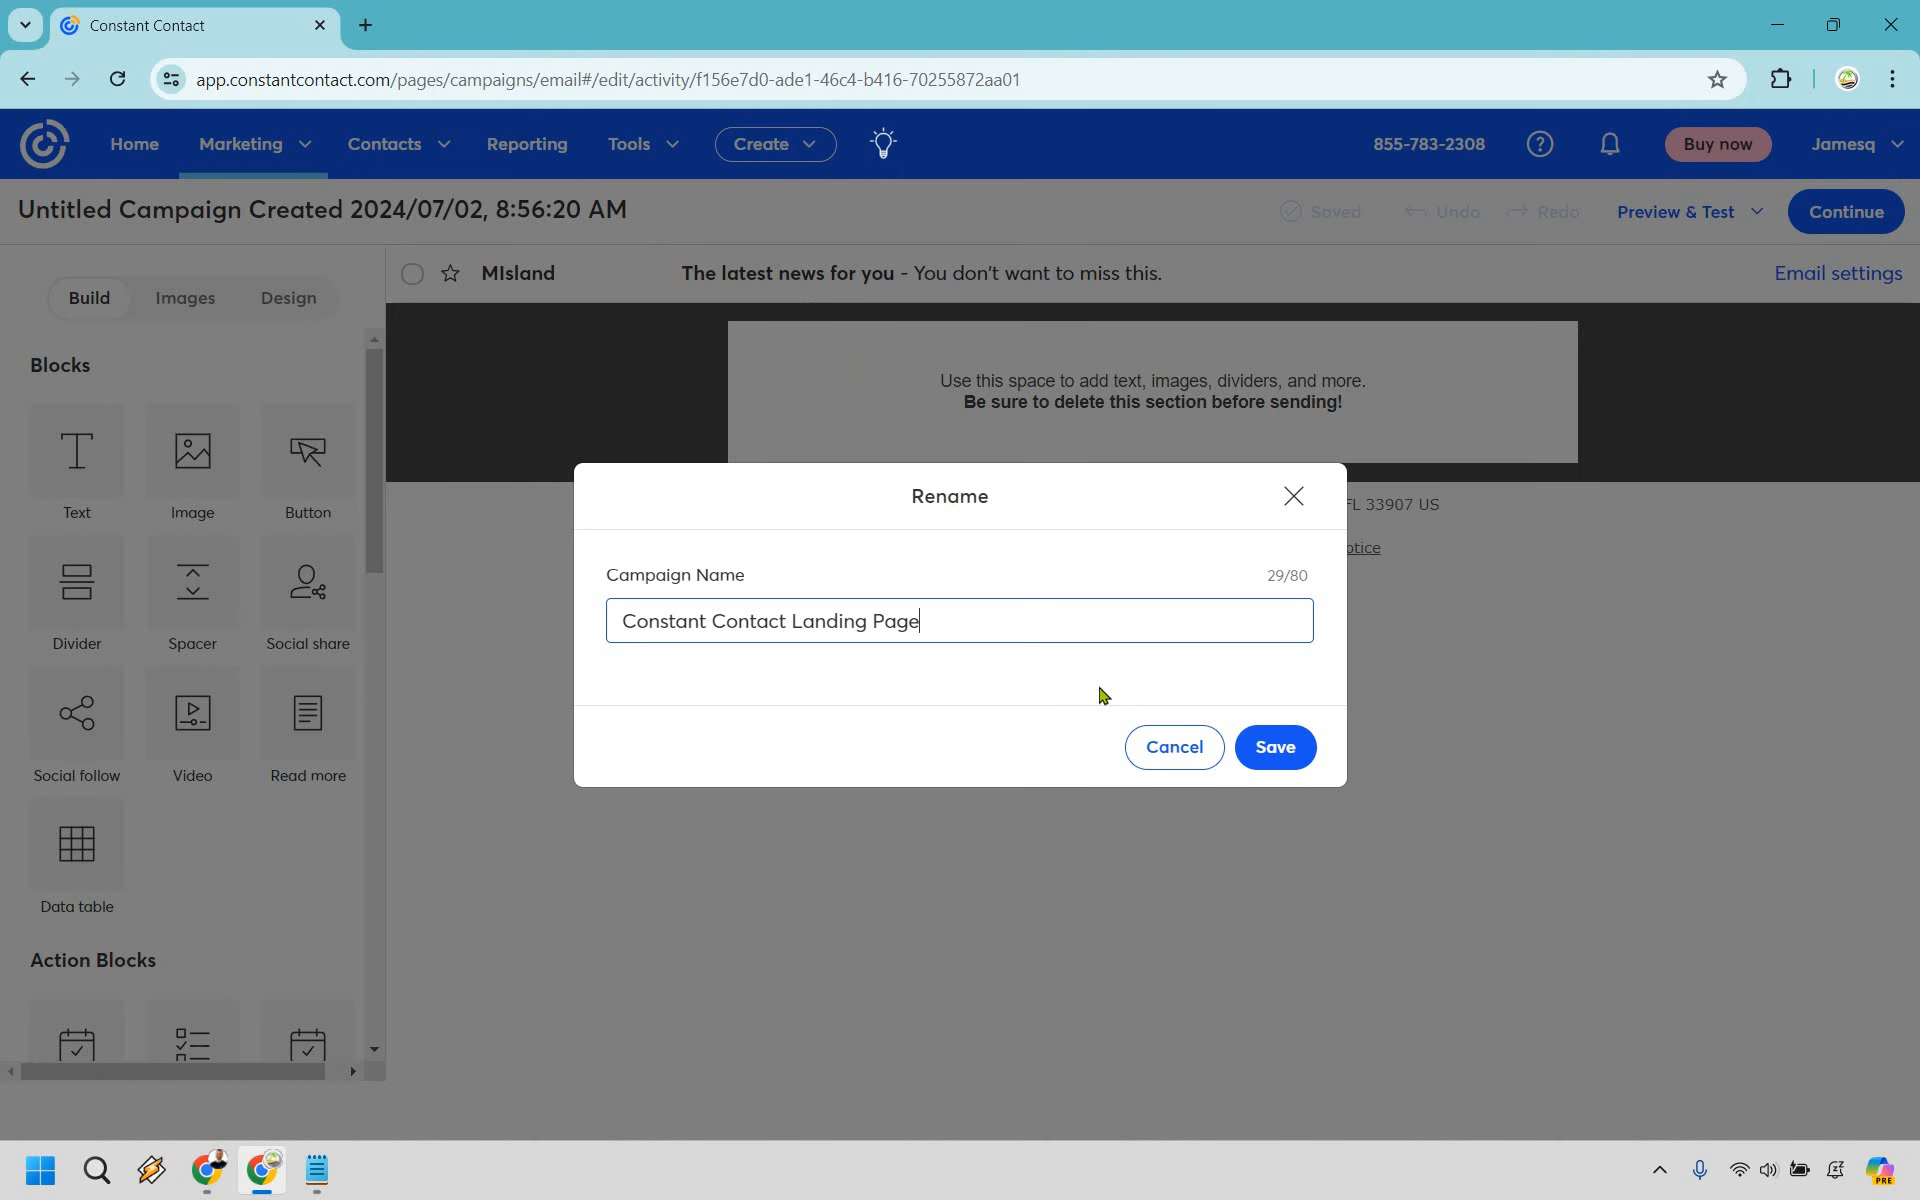 Constant Contact
app.constantcontact.com/pages/campaigns/email#/edit/activity/f156e7d0-ade1-46c4-b416-70255872aa01
Home
Marketing
Contacts
Reporting
Tools
Create
855-783-2308
Buy now
Jamesq
Untitled Campaign Created 2024/07/02, 8:56:20 AM
Saved
Undo
Redo
Preview & Test
Continue
Build
Images
Design
MIsland
The latest news for you - You don't want to miss this.
Email settings
Blocks
Use this space to add text, images, dividers, and more.
Be sure to delete this section before sending!
Text
Image
Button
Rename
FL 33907 US
otice
Campaign Name
29/80
Constant Contact Landing Page
Divider
Spacer
Social share
Cancel
Save
Social follow
Video
Read more
Data table
Action Blocks
PRE